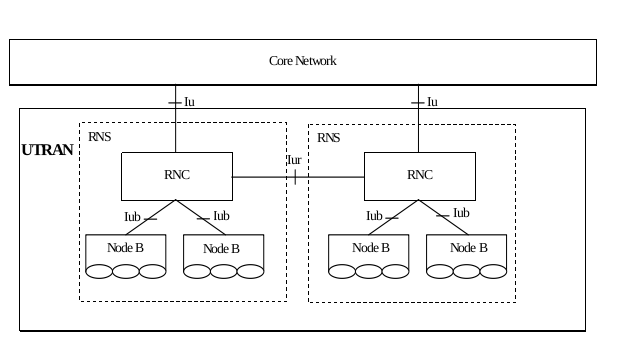 Core Network
Iu
Iu
UTRAN
RNS
RNS
RNC
Iur
RNC
Iub
Iub
Iub
Iub
Node B
Node B
Node B
Node B